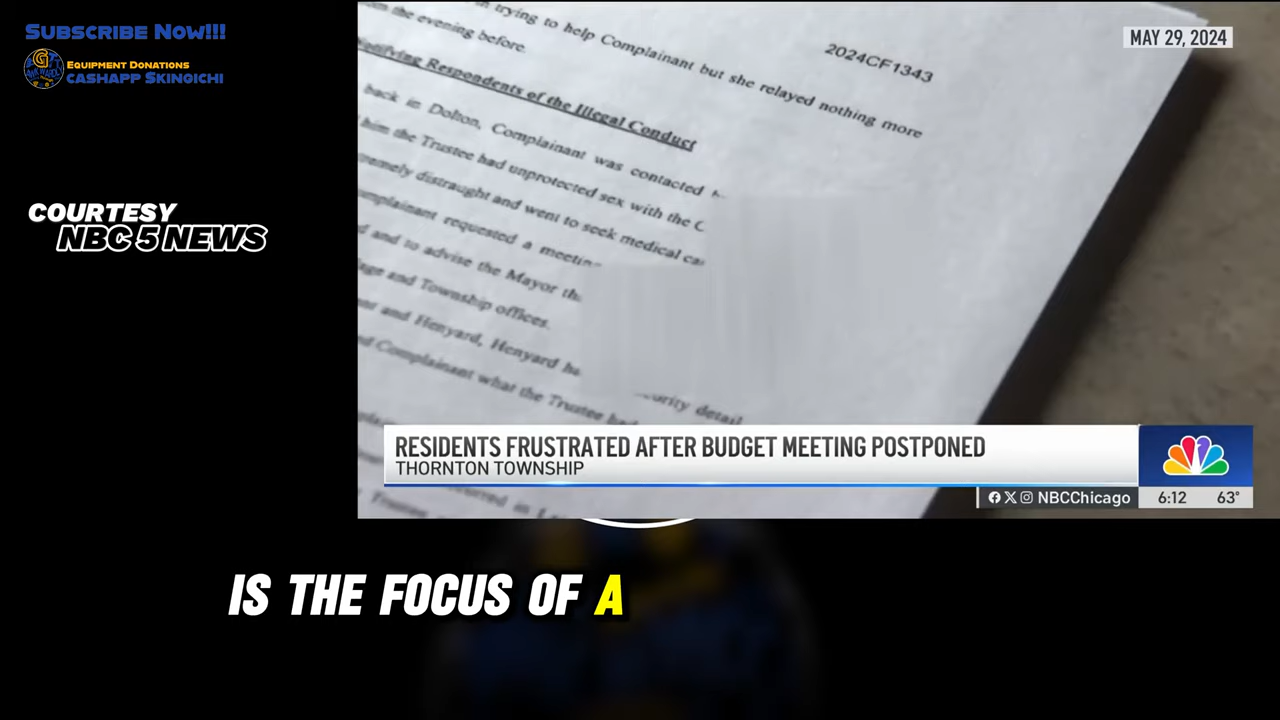 SUBSCRIBE NOW!!!
EQUIPMENT DONATIONS
CASHAPP SKINOICHI
COURTESY
NBC 5 NEWS
MAY 29, 2024
2024CF1343
trying to help Complainant but she relayed nothing more
the evening before.
Notifying Respondents of the Illegal Conduct
back in Dolton, Complainant was contacted
him the Trustee had unprotected sex with the
distraught and went to seek medical
requested a meeting
and to advise the Mayor
and Township offices.
and Henyard, Henyard
Complainant what the Trustee
detail
RESIDENTS FRUSTRATED AFTER BUDGET MEETING POSTPONED
THORNTON TOWNSHIP
NBCChicago
6:12 63°
IS THE FOCUS OF A